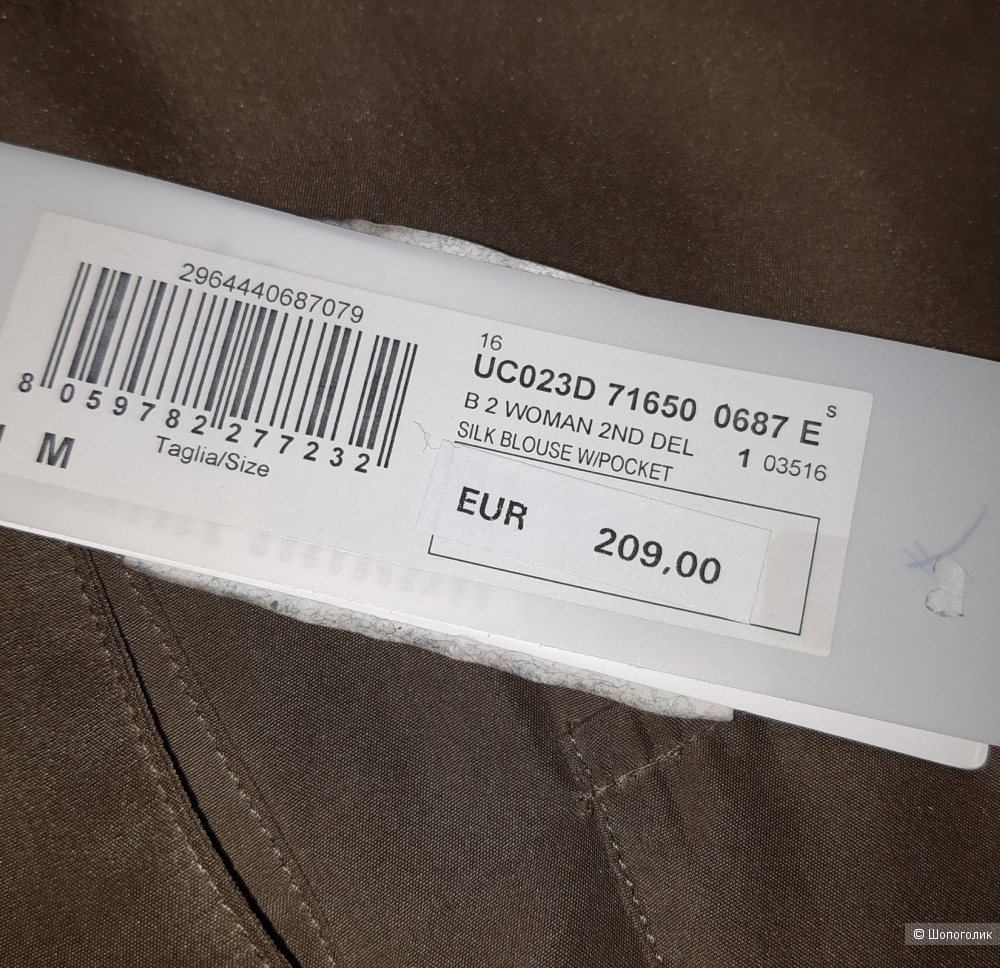 2964440687079
8 059782 277232
M
Taglia/Size
16
UC023D 71650 0687 E S
B 2 WOMAN 2ND DEL 1 03516
SILK BLOUSE W/POCKET
EUR 209,00
© Шопоголик